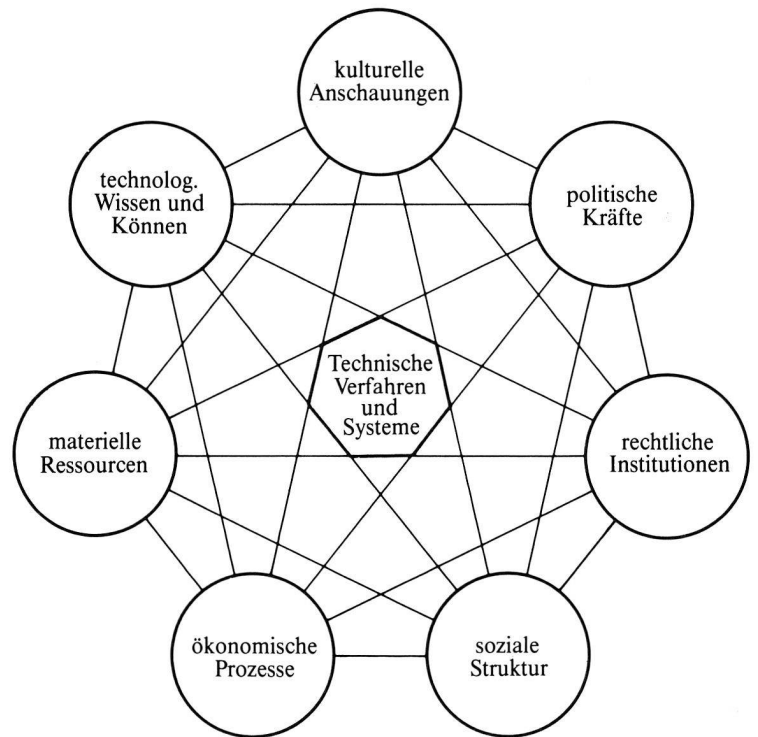 kulturelle
Anschauungen
technolog.
Wissen und
Können
politische
Kräfte
Technische
Verfahren
und
Systeme
materielle
Ressourcen
rechtliche
Institutionen
ökonomische
Prozesse
soziale
Struktur